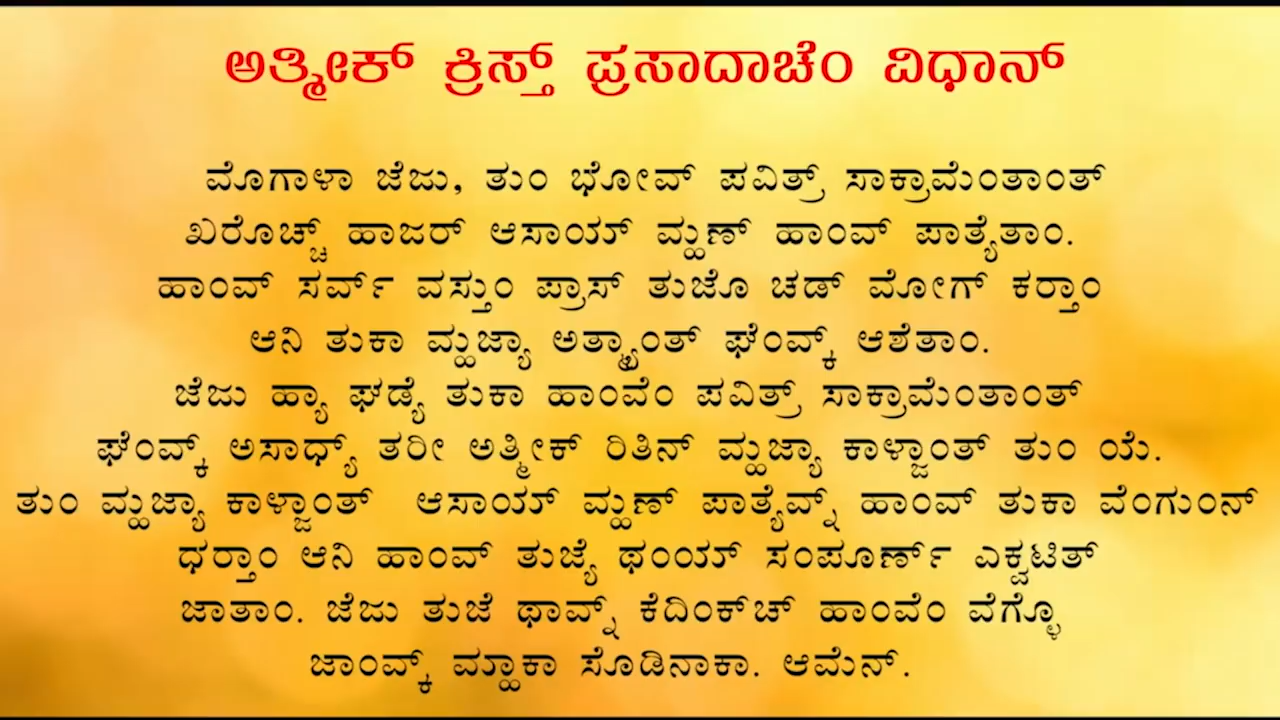 ಅತ್ಮೀಕ್ ಕ್ರಿಸ್ತ್ ಪ್ರಸಾದಾಚೆಂ ವಿಧಾನ್
ಮೊಗಾಳಾ ಜೆಜು, ತುಂ ಭೋವ್ ಪವಿತ್ರ್ ಸಾಕ್ರಾಮೆಂತಾಂತ್
ಖರೊಚ್ಚ್ ಹಾಜರ್ ಆಸಾಯ್ ಮ್ಹಣ್ ಹಾಂವ್ ಪಾತ್ಯೆತಾಂ.
ಹಾಂವ್ ಸರ್ವ್ ವಸ್ತುಂ ಪ್ರಾಸ್ ತುಜೊ ಚಡ್ ಮೋಗ್ ಕರ‍್ತಾಂ
ಆನಿ ತುಕಾ ಮ್ಹಜ್ಯಾ ಅತ್ಮ್ಯಾಂತ್ ಘೆಂವ್ಕ್ ಆಶೆತಾಂ.
ಜೆಜು ಹ್ಯಾ ಘಡ್ಯೆ ತುಕಾ ಹಾಂವೆಂ ಪವಿತ್ರ್ ಸಾಕ್ರಾಮೆಂತಾಂತ್
ಘೆಂವ್ಕ್ ಅಸಾಧ್ಯ್ ತರೀ ಅತ್ಮೀಕ್ ರಿತಿನ್ ಮ್ಹಜ್ಯಾ ಕಾಳ್ಜಾಂತ್ ತುಂ ಯೆ.
ತುಂ ಮ್ಹಜ್ಯಾ ಕಾಳ್ಜಾಂತ್ ಆಸಾಯ್ ಮ್ಹಣ್ ಪಾತ್ಯೆವ್ನ್ ಹಾಂವ್ ತುಕಾ ವೆಂಗುಂನ್
ಧರ‍್ತಾಂ ಆನಿ ಹಾಂವ್ ತುಜ್ಯೆ ಥಂಯ್ ಸಂಪೂರ್ಣ್ ಎಕ್ವಟಿತ್
ಜಾತಾಂ. ಜೆಜು ತುಜೆ ಥಾವ್ನ್ ಕೆದಿಂಕ್‌ಚ್ ಹಾಂವೆಂ ವೆಗ್ಳೊ
ಜಾಂವ್ಕ್ ಮ್ಹಾಕಾ ಸೊಡಿನಾಕಾ. ಆಮೆನ್.